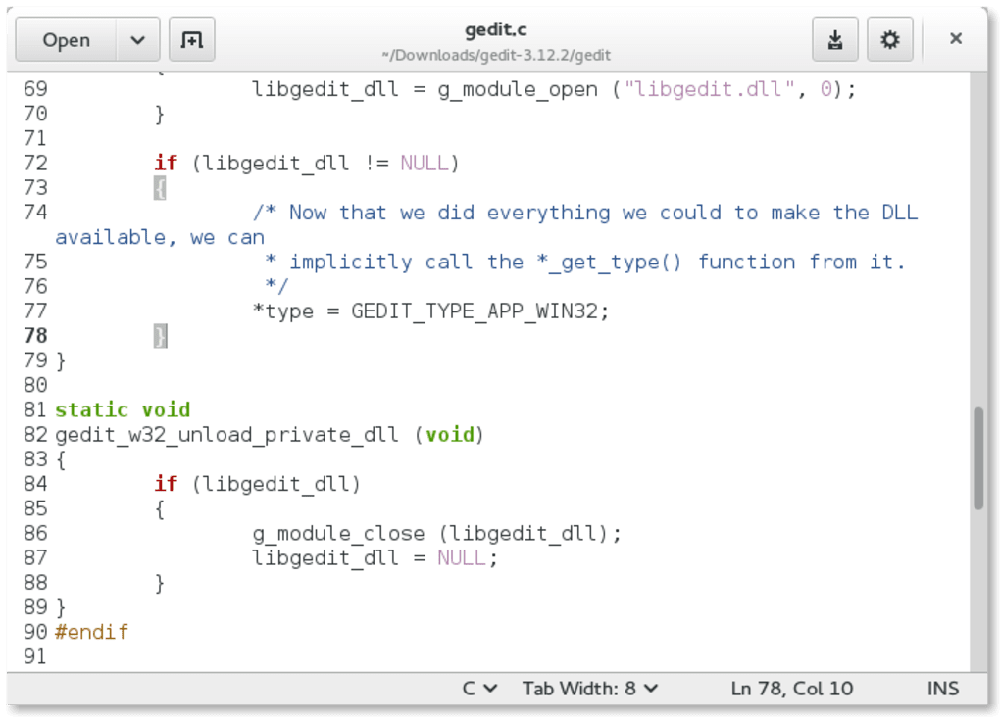 Open
gedit.c
~/Downloads/gedit-3.12.2/gedit
69                 libgedit_dll = g_module_open ("libgedit.dll", 0);
70         }
71
72         if (libgedit_dll != NULL)
73         {
74                 /* Now that we did everything we could to make the DLL
available, we can
75                  * implicitly call the *_get_type() function from it.
76                  */
77                 *type = GEDIT_TYPE_APP_WIN32;
78         }
79 }
80
81 static void
82 gedit_w32_unload_private_dll (void)
83 {
84         if (libgedit_dll)
85         {
86                 g_module_close (libgedit_dll);
87                 libgedit_dll = NULL;
88         }
89 }
90 #endif
91
C Tab Width: 8 Ln 78, Col 10 INS